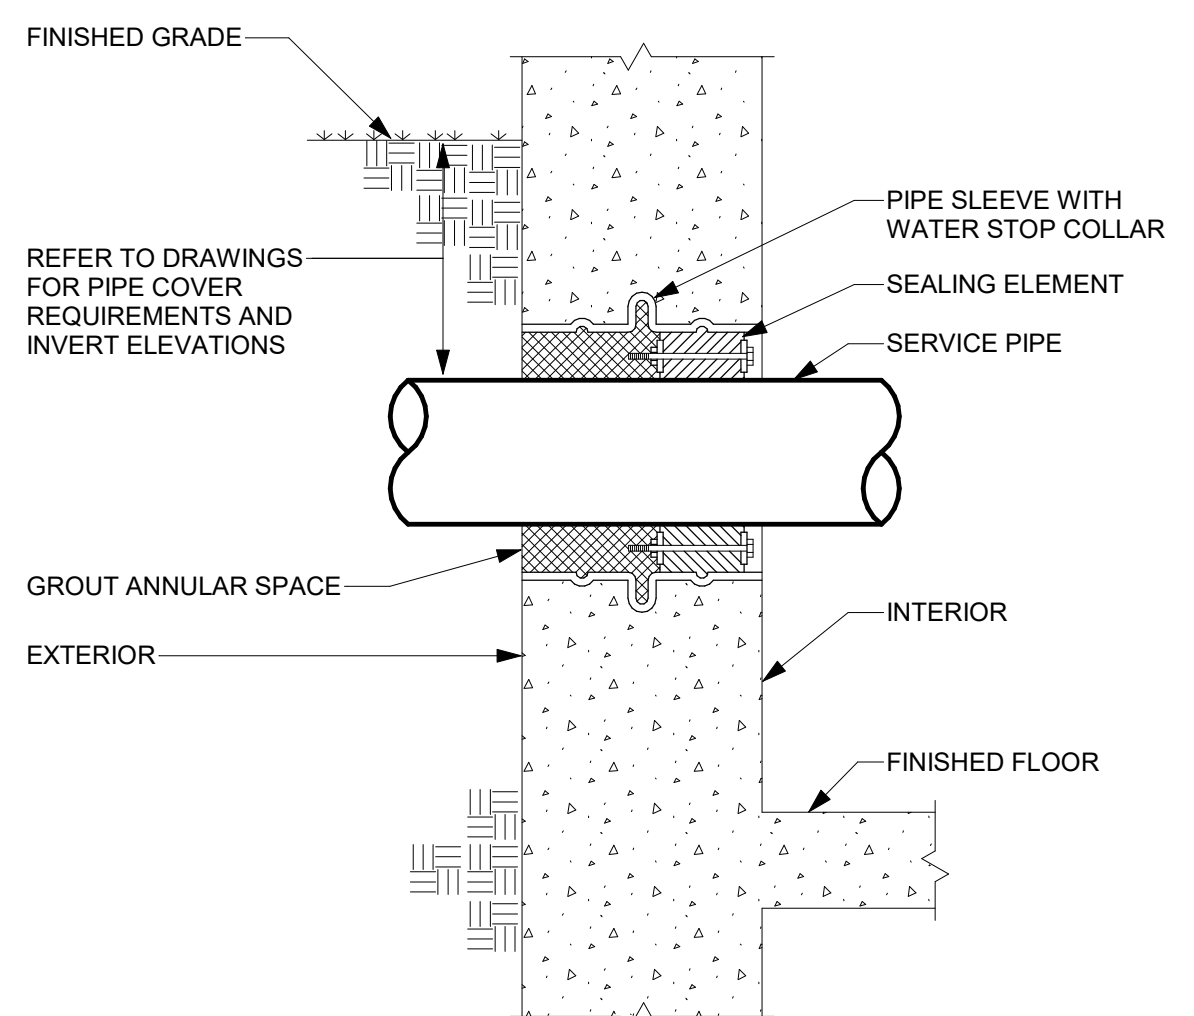 FINISHED GRADE
PIPE SLEEVE WITH
WATER STOP COLLAR
REFER TO DRAWINGS
FOR PIPE COVER
REQUIREMENTS AND
INVERT ELEVATIONS
SEALING ELEMENT
SERVICE PIPE
GROUT ANNULAR SPACE
INTERIOR
EXTERIOR
FINISHED FLOOR